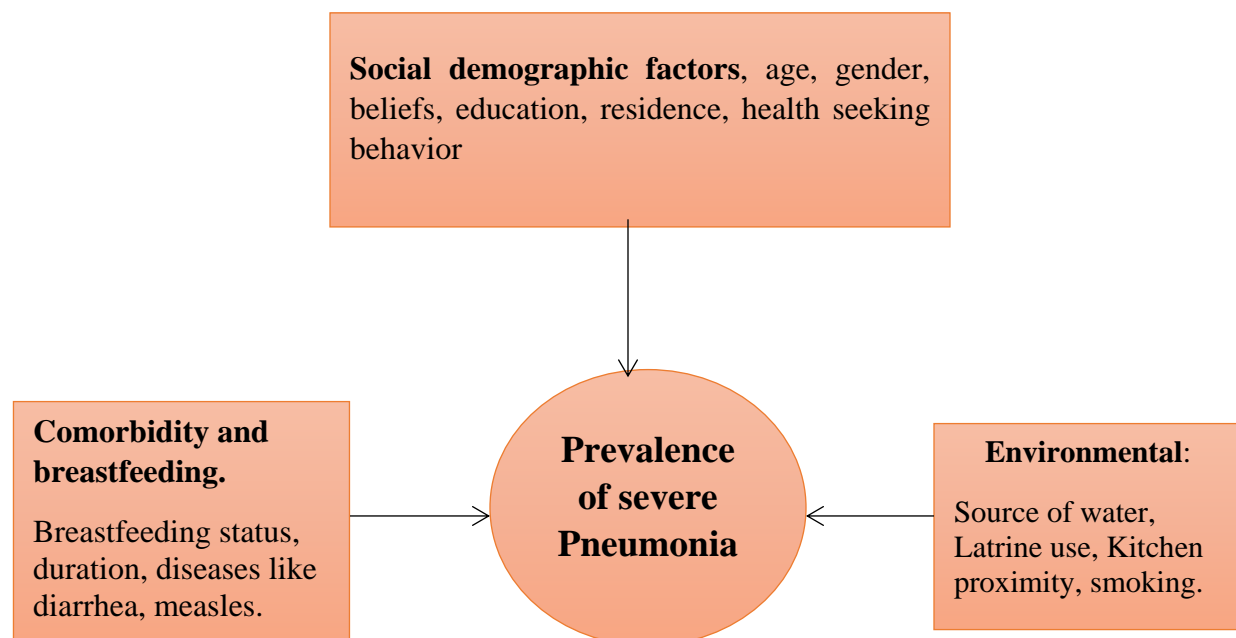 Social demographic factors, age, gender,
beliefs, education, residence, health seeking
behavior
Comorbidity and
breastfeeding.
Breastfeeding status,
duration, diseases like
diarrhea, measles.
Prevalence
of severe
Pneumonia
Environmental:
Source of water,
Latrine use, Kitchen
proximity, smoking.